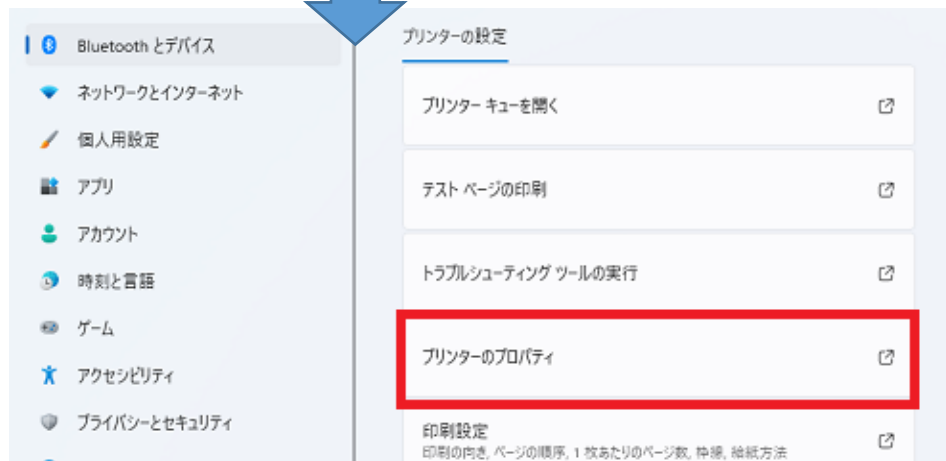 Bluetooth とデバイス
ネットワークとインターネット
個人用設定
アプリ
アカウント
時刻と言語
ゲーム
アクセシビリティ
プライバシーとセキュリティ
プリンターの設定
プリンター キューを開く
テスト ページの印刷
トラブルシューティング ツールの実行
プリンターのプロパティ
印刷設定
印刷の向き, ページの順序, 1 枚あたりのページ数, 枠線, 給紙方法